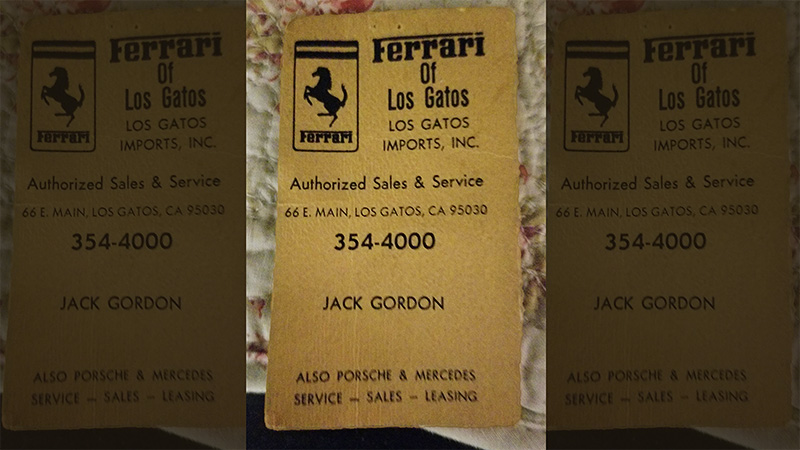 Ferrari
Of
Los Gatos
LOS GATOS
IMPORTS, INC.
Ferrari
Authorized Sales & Service
66 E. MAIN, LOS GATOS, CA 95030
354-4000
JACK GORDON
ALSO PORSCHE & MERCEDES
SERVICE — SALES — LEASING